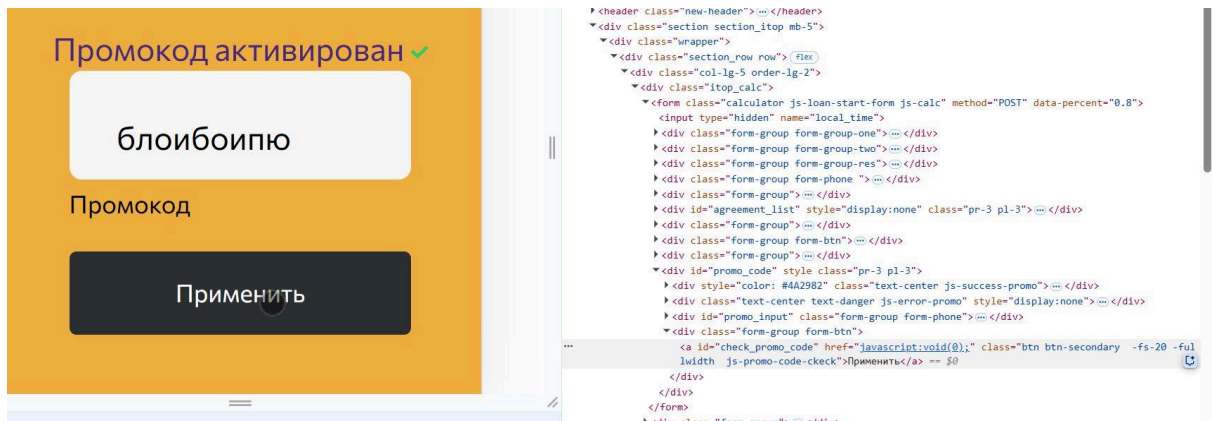 Промокод активирован
блоибоипю
Промокод
Применить
<header class="new-header">…</header>
<div class="section section_itop mb-5">
<div class="wrapper">
<div class="section_row row"> flex
<div class="col-lg-5 order-lg-2">
<div class="itop_calc">
<form class="calculator js-loan-start-form js-calc" method="POST" data-percent="0.8">
<input type="hidden" name="local_time">
<div class="form-group form-group-one">…</div>
<div class="form-group form-group-two">…</div>
<div class="form-group form-group-res">…</div>
<div class="form-group form-phone ">…</div>
<div class="form-group">…</div>
<div id="agreement_list" style="display:none" class="pr-3 pl-3">…</div>
<div class="form-group">…</div>
<div class="form-group form-btn">…</div>
<div class="form-group">…</div>
<div id="promo_code" style class="pr-3 pl-3">
<div style="color: #4A2982" class="text-center js-success-promo">…</div>
<div class="text-center text-danger js-error-promo" style="display:none">…</div>
<div id="promo_input" class="form-group form-phone">…</div>
<div class="form-group form-btn">
… <a id="check_promo_code" href="javascript:void(0);" class="btn btn-secondary -fs-20 -ful
lwidth js-promo-code-ckeck">Применить</a> == $0
</div>
</div>
</form>